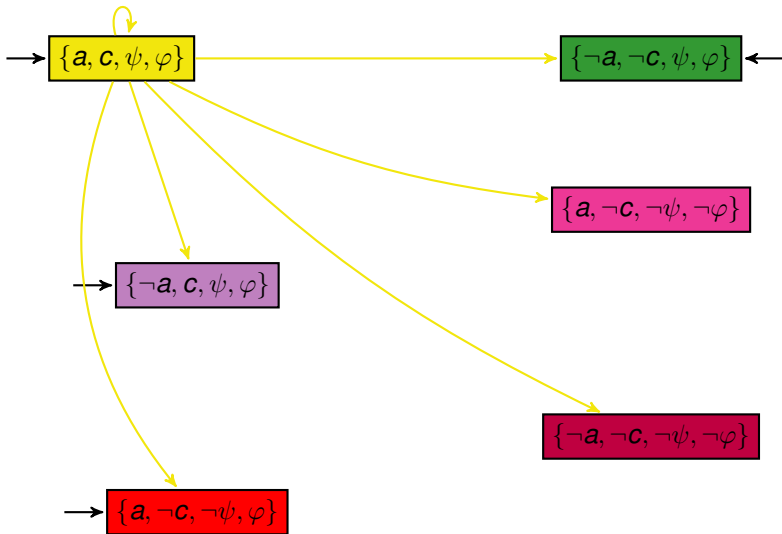 {a, c, ψ, φ}
{¬a, ¬c, ψ, φ}
{a, ¬c, ¬ψ, ¬φ}
{¬a, c, ψ, φ}
{¬a, ¬c, ¬ψ, ¬φ}
{a, ¬c, ¬ψ, φ}